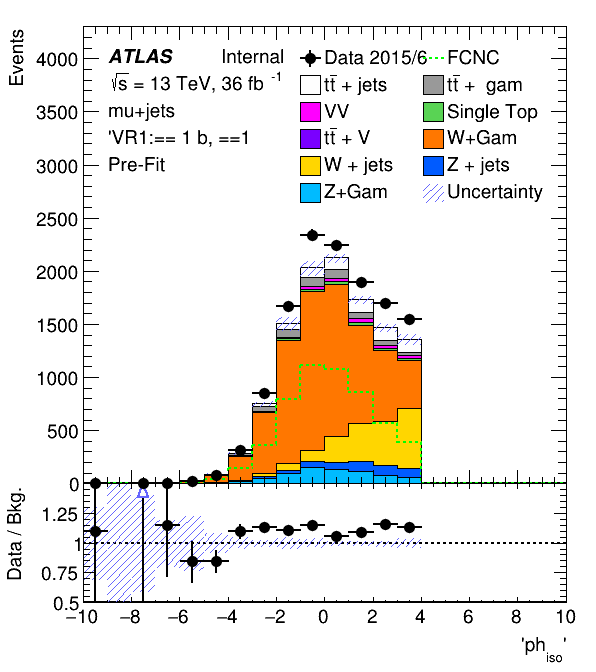 Events
ATLAS Internal
√s = 13 TeV, 36 fb -1
mu+jets
'VR1:== 1 b, ==1
Pre-Fit
Data 2015/6 FCNC
tt̄ + jets tt̄ + gam
VV Single Top
tt̄ + V W+Gam
W + jets Z + jets
Z+Gam Uncertainty
4000
3500
3000
2500
2000
1500
1000
500
0
Data / Bkg.
1.25
1
0.75
0.5
−10 −8 −6 −4 −2 0 2 4 6 8 10
'ph_iso'